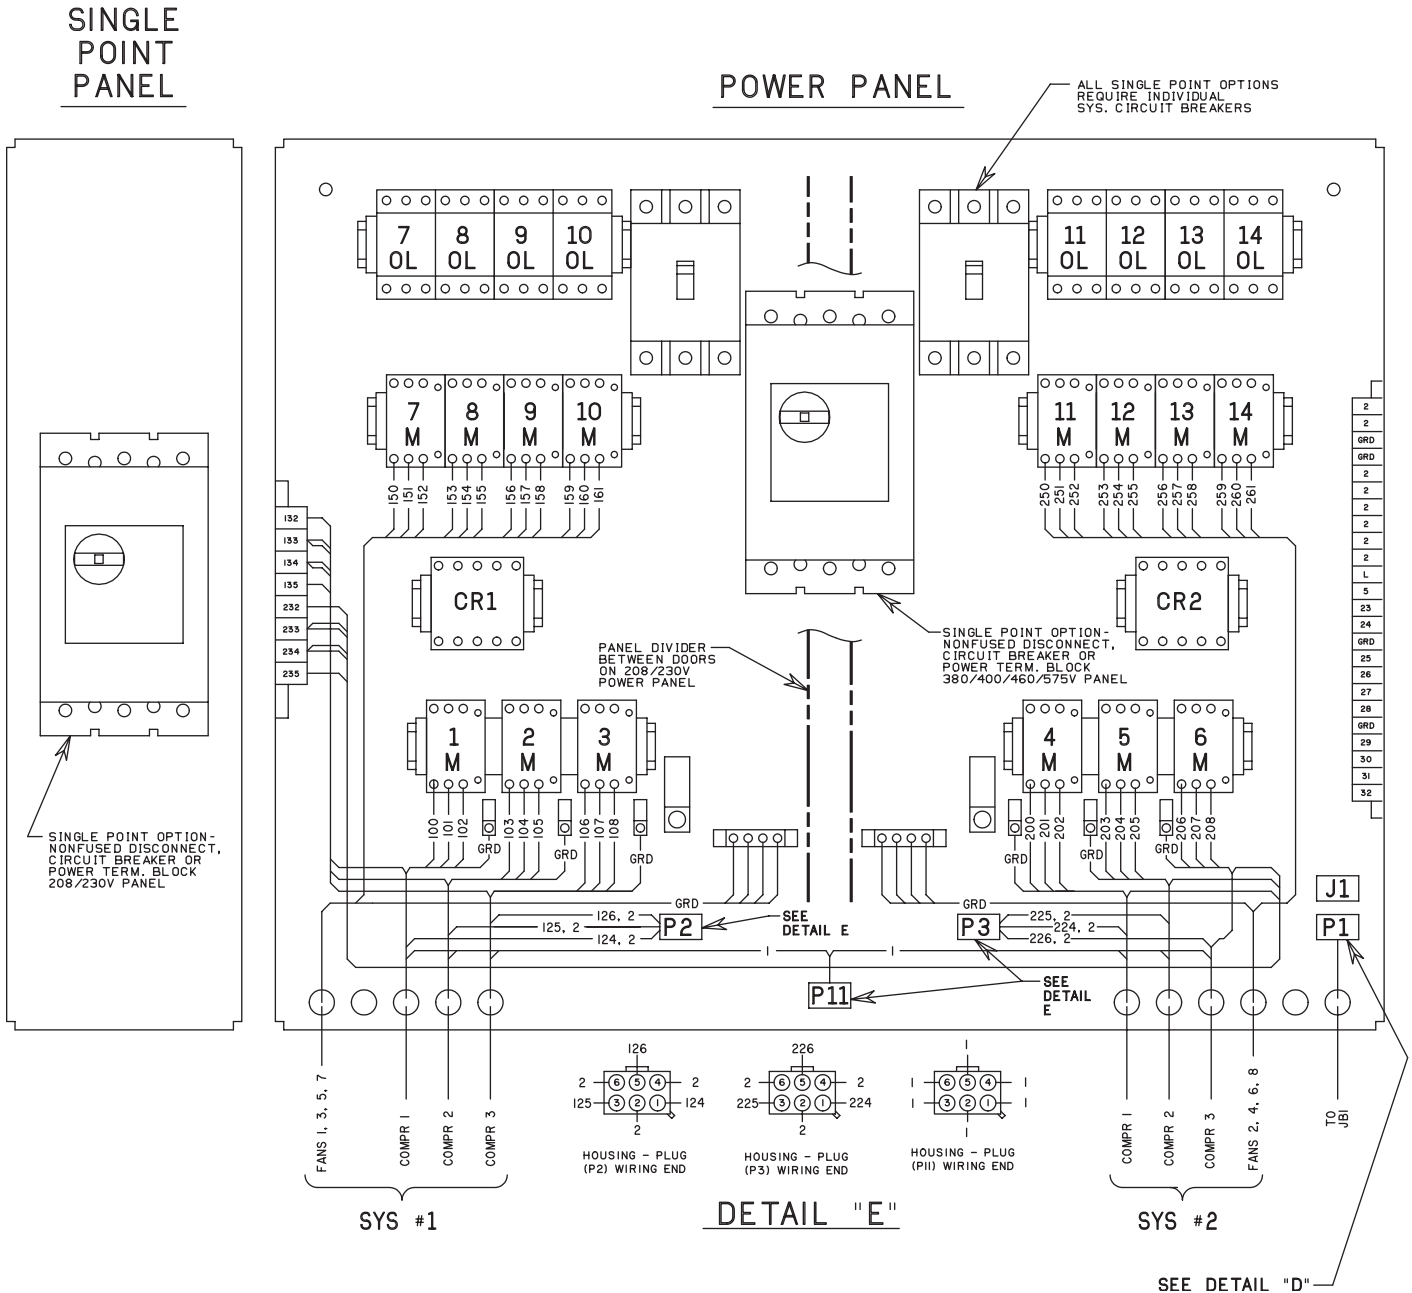 SINGLE
POINT
PANEL
POWER PANEL
ALL SINGLE POINT OPTIONS
REQUIRE INDIVIDUAL
SYS. CIRCUIT BREAKERS
7
OL
8
OL
9
OL
10
OL
11
OL
12
OL
13
OL
14
OL
7
M
8
M
9
M
10
M
11
M
12
M
13
M
14
M
150
151
152
153
154
155
156
157
158
159
160
161
250
251
252
253
254
255
256
257
258
259
260
261
132
133
134
135
232
233
234
235
2
2
GRD
GRD
2
2
2
2
2
2
L
5
23
24
GRD
25
26
27
28
GRD
29
30
31
32
CR1
CR2
PANEL DIVIDER
BETWEEN DOORS
ON 208/230V
POWER PANEL
SINGLE POINT OPTION-
NONFUSED DISCONNECT,
CIRCUIT BREAKER OR
POWER TERM. BLOCK
380/400/460/575V PANEL
1
M
2
M
3
M
4
M
5
M
6
M
100
101
102
103
104
105
106
107
108
200
201
202
203
204
205
206
207
208
GRD
GRD
GRD
GRD
GRD
GRD
SINGLE POINT OPTION-
NONFUSED DISCONNECT,
CIRCUIT BREAKER OR
POWER TERM. BLOCK
208/230V PANEL
GRD
GRD
J1
126, 2
125, 2
124, 2
P2
SEE
DETAIL E
P3
225, 2
224, 2
226, 2
P1
1
1
P11
SEE
DETAIL
E
FANS 1, 3, 5, 7
COMPR 1
COMPR 2
COMPR 3
SYS #1
126
2
6 5 4
2
125
3 2 1
124
2
HOUSING - PLUG
(P2) WIRING END
226
2
6 5 4
2
225
3 2 1
224
2
HOUSING - PLUG
(P3) WIRING END
1
1
6 5 4
1
1
3 2 1
1
1
HOUSING - PLUG
(P11) WIRING END
DETAIL "E"
COMPR 1
COMPR 2
COMPR 3
FANS 2, 4, 6, 8
TO
JB1
SYS #2
SEE DETAIL "D"